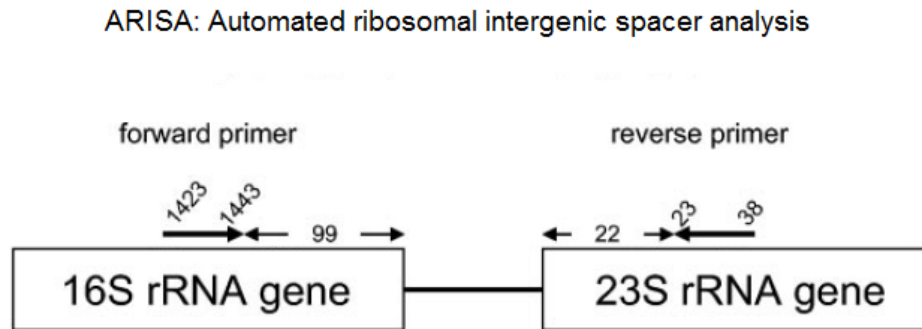 ARISA: Automated ribosomal intergenic spacer analysis
forward primer reverse primer
1423 1443 99 22 23 38
16S rRNA gene 23S rRNA gene